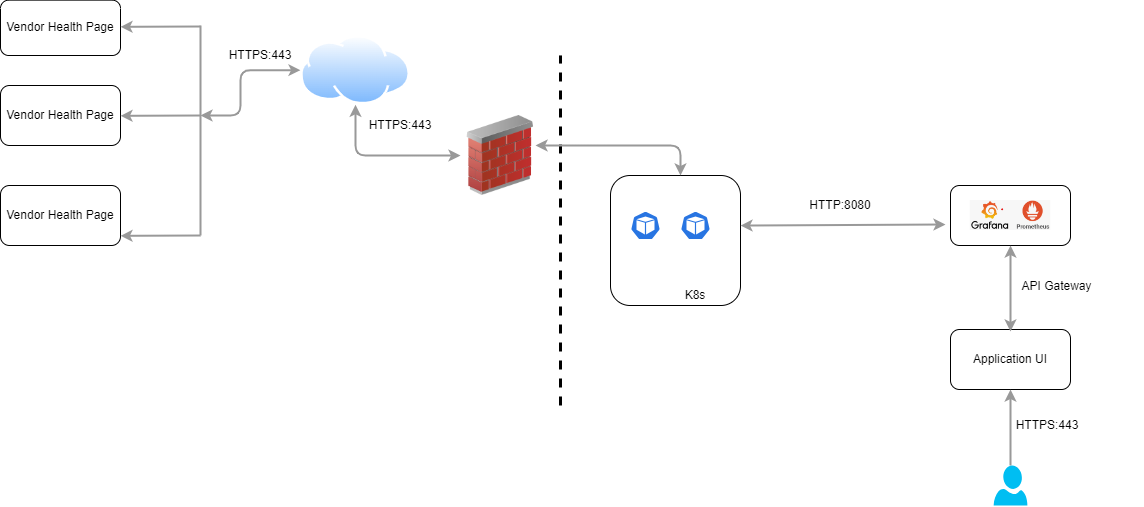 Vendor Health Page
HTTPS:443
Vendor Health Page
HTTPS:443
Vendor Health Page
HTTP:8080
Grafana
Prometheus
K8s
API Gateway
Application UI
HTTPS:443